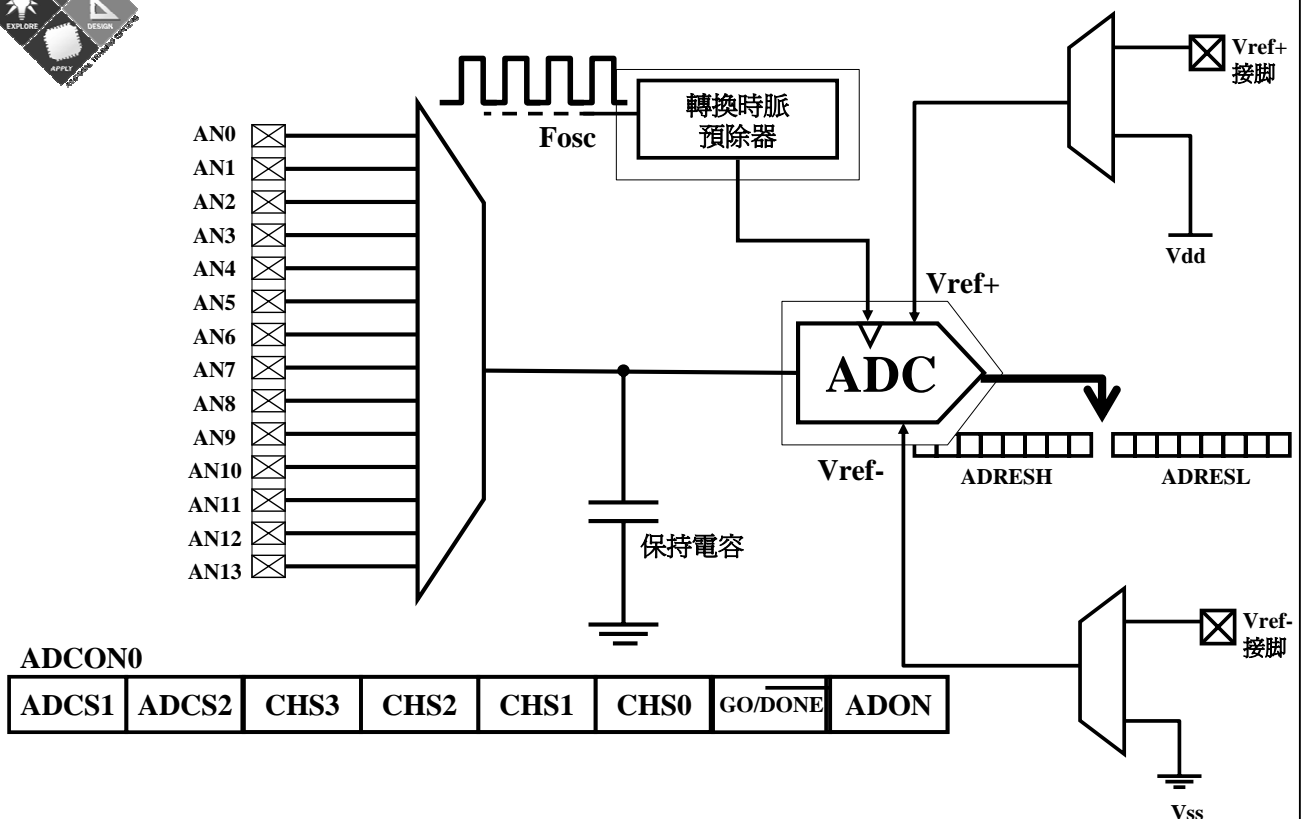 EXPLORE
DESIGN
APPLY
轉換時脈
預除器
Fosc
Vref+
接脚
Vdd
AN0
AN1
AN2
AN3
AN4
AN5
AN6
AN7
AN8
AN9
AN10
AN11
AN12
AN13
Vref+
ADC
Vref-
ADRESH
ADRESL
保持電容
Vref-
接脚
Vss
ADCON0
ADCS1 ADCS2 CHS3 CHS2 CHS1 CHS0 GO/DONE ADON